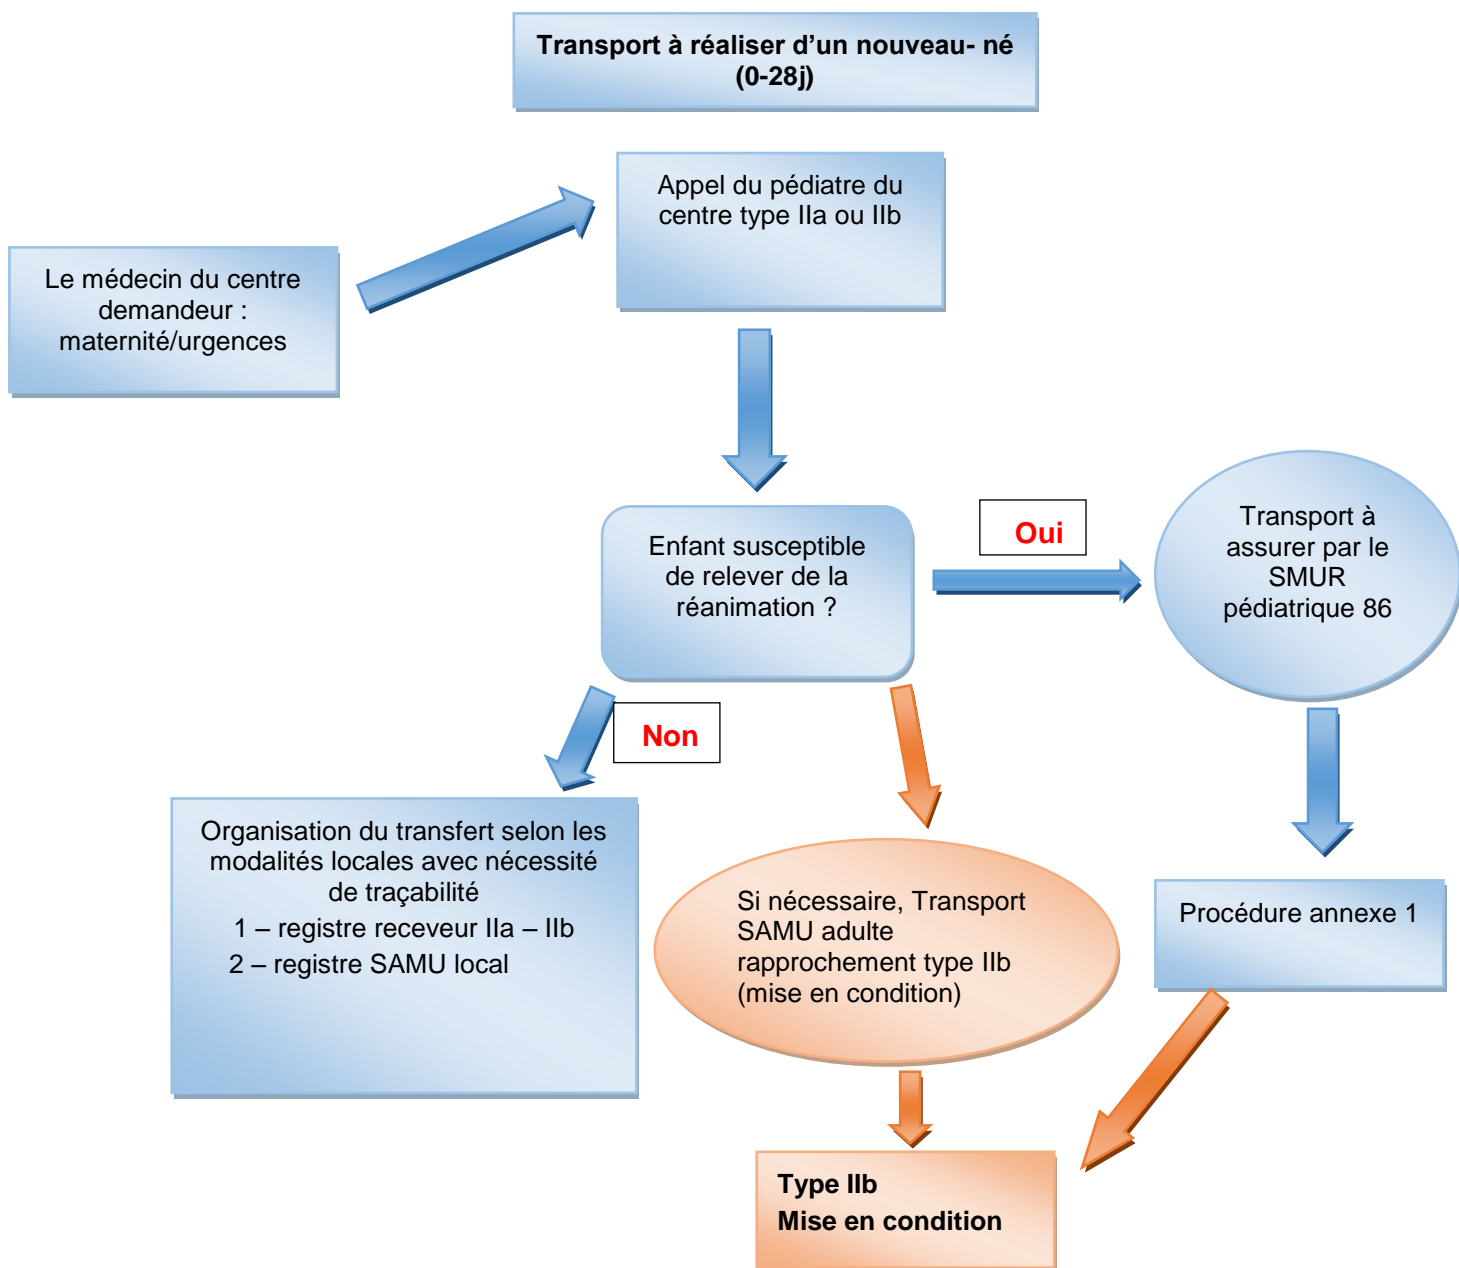 Transport à réaliser d’un nouveau- né
(0-28j)
Appel du pédiatre du
centre type IIa ou IIb
Le médecin du centre
demandeur :
maternité/urgences
Enfant susceptible
de relever de la
réanimation ?
Oui
Transport à
assurer par le
SMUR
pédiatrique 86
Non
Organisation du transfert selon les
modalités locales avec nécessité
de traçabilité
1 – registre receveur IIa – IIb
2 – registre SAMU local
Si nécessaire, Transport
SAMU adulte
rapprochement type IIb
(mise en condition)
Procédure annexe 1
Type IIb
Mise en condition